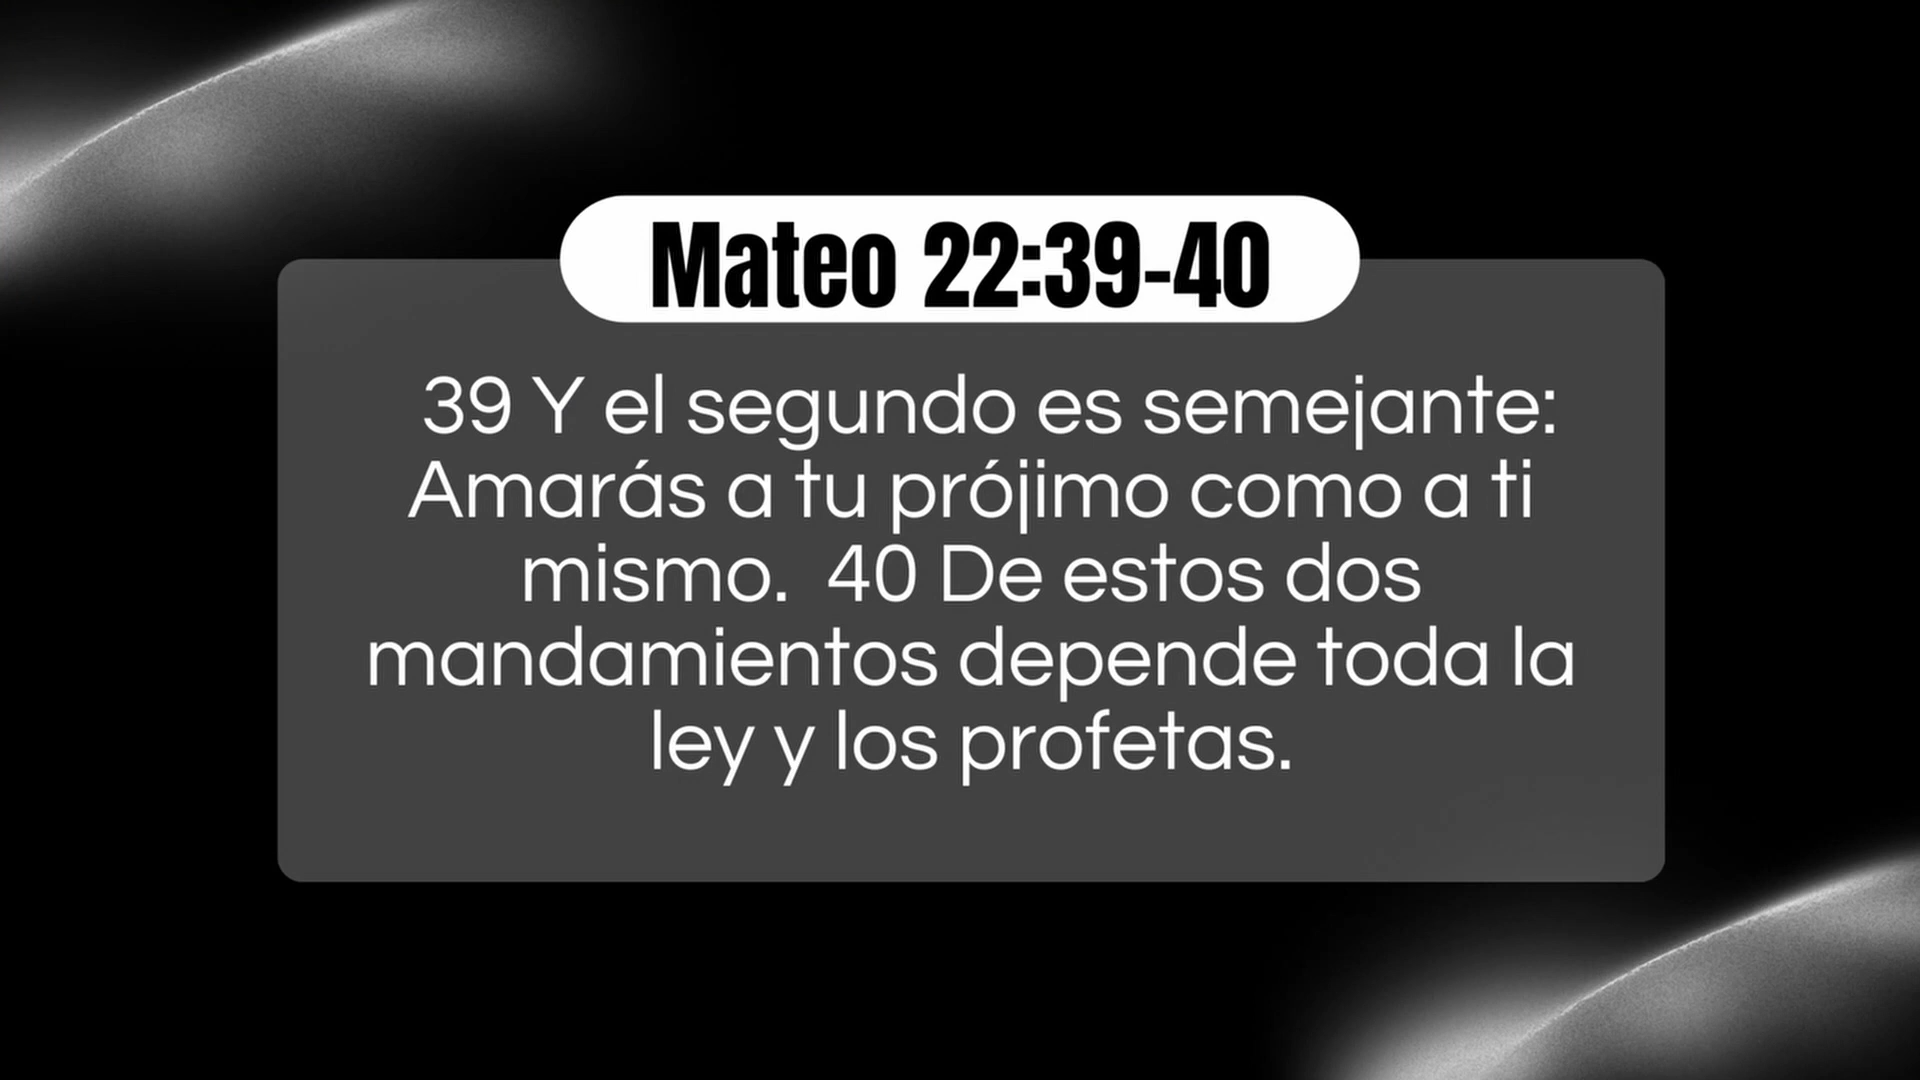 Mateo 22:39-40
39 Y el segundo es semejante:
Amarás a tu prójimo como a ti
mismo.  40 De estos dos
mandamientos depende toda la
ley y los profetas.